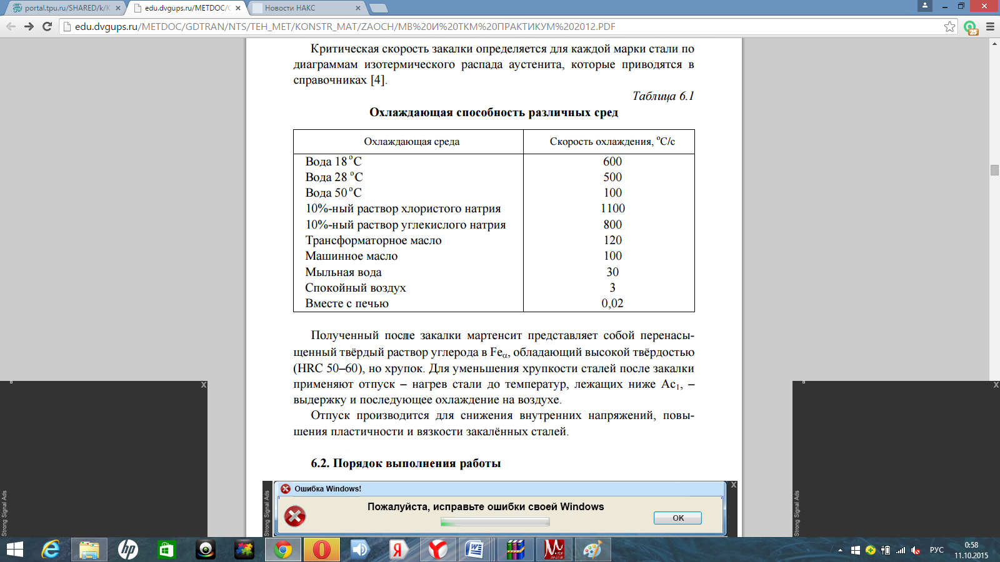 portal.tpu.ru/SHARED/k/K
edu.dvgups.ru/METDOC/G
Новости НАКС
edu.dvgups.ru/METDOC/GDTRAN/NTS/TEH_MET/KONSTR_MAT/ZAOCH/МВ%20И%20ТКМ%20ПРАКТИКУМ%202012.PDF
25
Критическая скорость закалки определяется для каждой марки стали по
диаграммам изотермического распада аустенита, которые приводятся в
справочниках [4].
Таблица 6.1
Охлаждающая способность различных сред
Охлаждающая среда Скорость охлаждения, °С/с
Вода 18 °С 600
Вода 28 °С 500
Вода 50 °С 100
10%-ный раствор хлористого натрия 1100
10%-ный раствор углекислого натрия 800
Трансформаторное масло 120
Машинное масло 100
Мыльная вода 30
Спокойный воздух 3
Вместе с печью 0,02
Полученный после закалки мартенсит представляет собой перенасы-
щенный твёрдый раствор углерода в Feα, обладающий высокой твёрдостью
(HRC 50–60), но хрупок. Для уменьшения хрупкости сталей после закалки
применяют отпуск – нагрев стали до температур, лежащих ниже Ас1, –
выдержку и последующее охлаждение на воздухе.
Отпуск производится для снижения внутренних напряжений, повы-
шения пластичности и вязкости закалённых сталей.
6.2. Порядок выполнения работы
X
X
X
Strong Signal Ads
Strong Signal Ads
Strong Signal Ads
Ошибка Windows!
Пожалуйста, исправьте ошибки своей Windows
OK
hp
Я
W
PDF
MASTER
РУС
0:58
11.10.2015